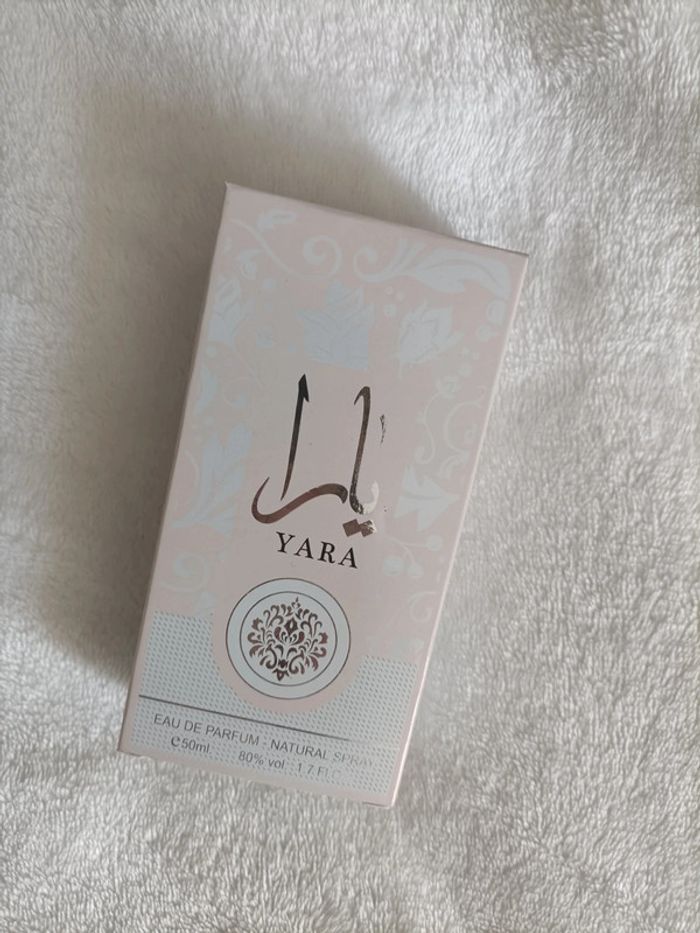 يارا
YARA
EAU DE PARFUM - NATURAL SPRAY
℮50ml 80% vol - 1.7 FL